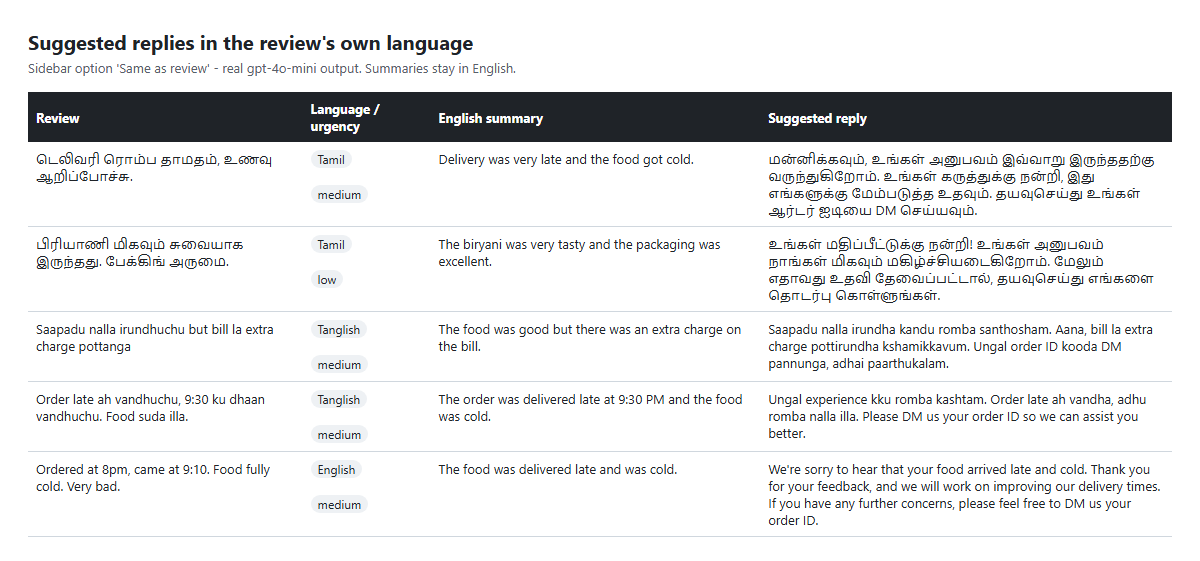 Suggested replies in the review's own language
Sidebar option 'Same as review' - real gpt-4o-mini output. Summaries stay in English.
Review
Language /
urgency
English summary
Suggested reply
டெலிவரி ரொம்ப தாமதம், உணவு
ஆறிப்போச்சு.
Tamil
medium
Delivery was very late and the food got cold.
மன்னிக்கவும், உங்கள் அனுபவம் இவ்வாறு இருந்ததற்கு
வருந்துகிறோம். உங்கள் கருத்துக்கு நன்றி, இது
எங்களுக்கு மேம்படுத்த உதவும். தயவுசெய்து உங்கள்
ஆர்டர் ஐடியை DM செய்யவும்.
பிரியாணி மிகவும் சுவையாக
இருந்தது. பேக்கிங் அருமை.
Tamil
low
The biryani was very tasty and the packaging was
excellent.
உங்கள் மதிப்பீட்டுக்கு நன்றி! உங்கள் அனுபவம்
நாங்கள் மிகவும் மகிழ்ச்சியடைகிறோம். மேலும்
எதாவது உதவி தேவைப்பட்டால், தயவுசெய்து எங்களை
தொடர்பு கொள்ளுங்கள்.
Saapadu nalla irundhuchu but bill la extra
charge pottanga
Tanglish
medium
The food was good but there was an extra charge on
the bill.
Saapadu nalla irundha kandu romba santhosham. Aana, bill la extra
charge pottirundha kshamikkavum. Ungal order ID kooda DM
pannunga, adhai paarthukalam.
Order late ah vandhuchu, 9:30 ku dhaan
vandhuchu. Food suda illa.
Tanglish
medium
The order was delivered late at 9:30 PM and the food
was cold.
Ungal experience kku romba kashtam. Order late ah vandha, adhu
romba nalla illa. Please DM us your order ID so we can assist you
better.
Ordered at 8pm, came at 9:10. Food fully
cold. Very bad.
English
medium
The food was delivered late and was cold.
We're sorry to hear that your food arrived late and cold. Thank you
for your feedback, and we will work on improving our delivery times.
If you have any further concerns, please feel free to DM us your
order ID.